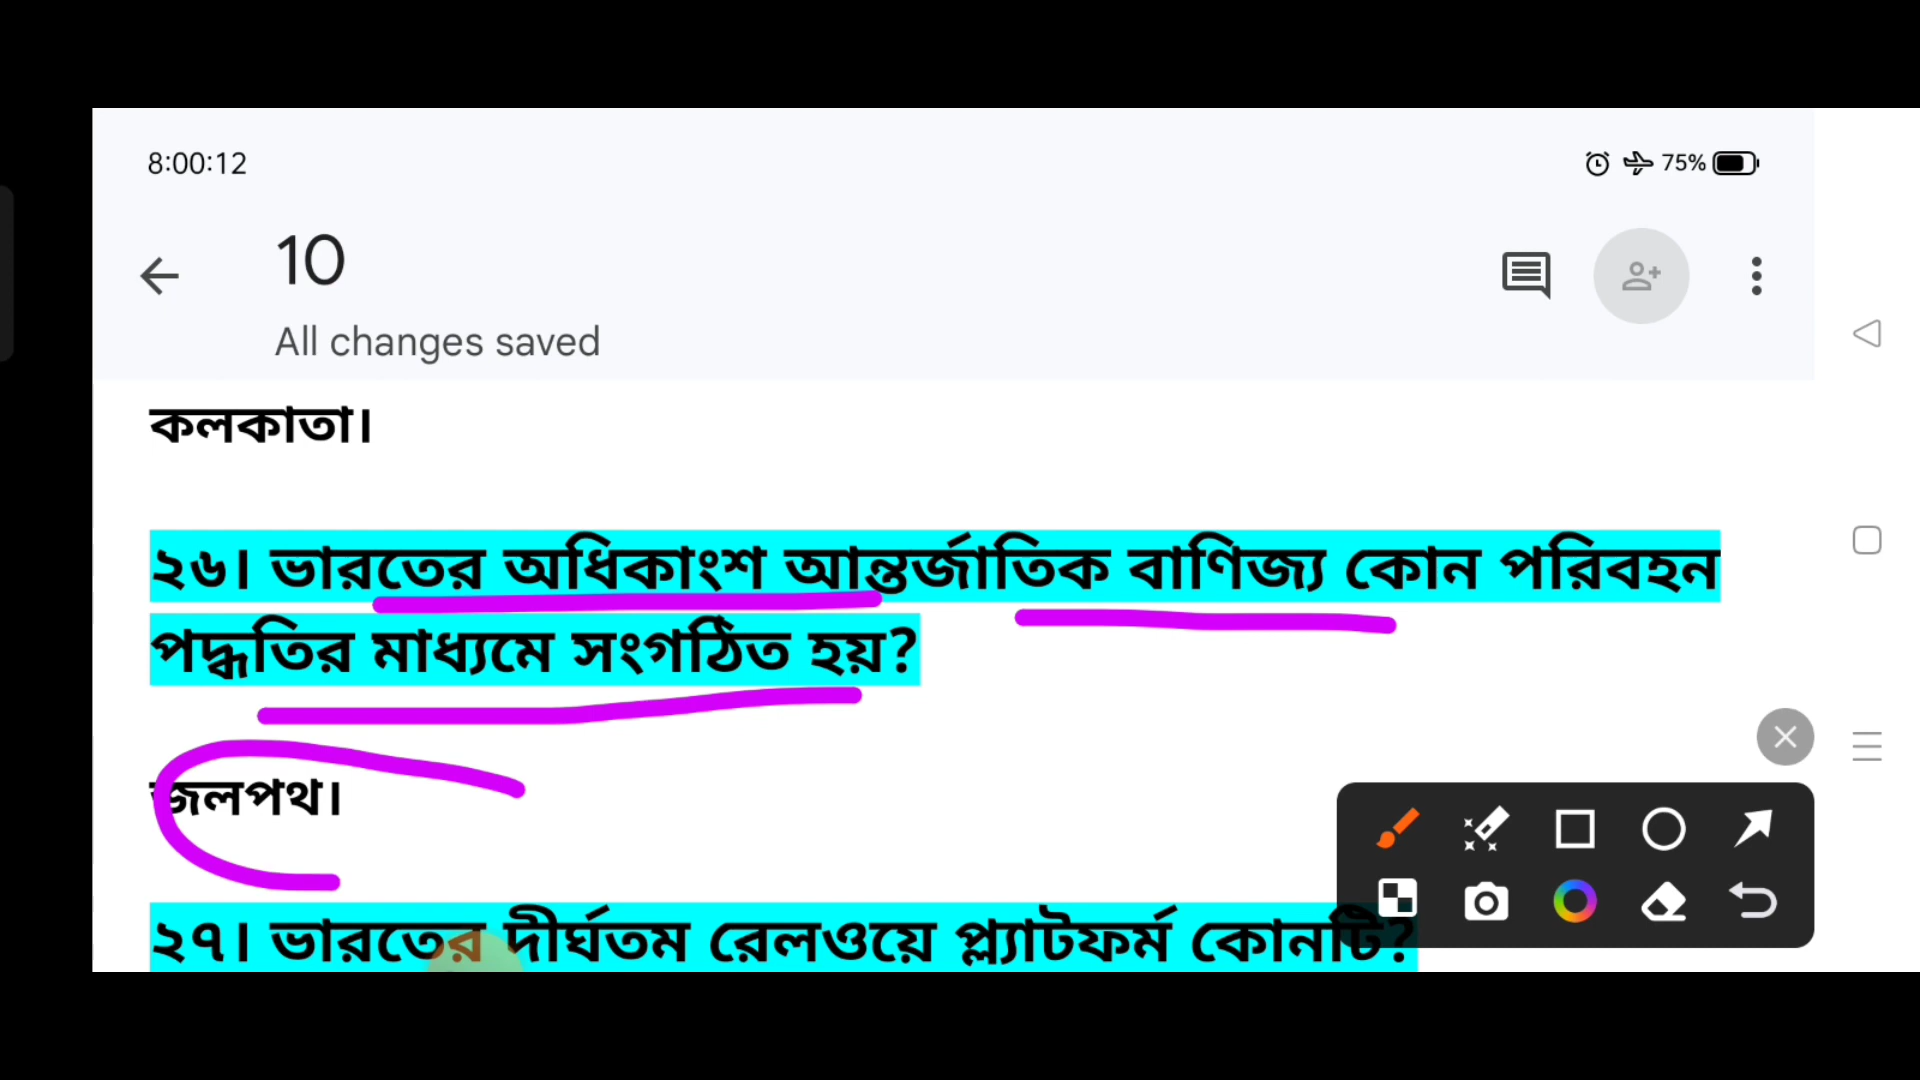 8:00:12
75%
10
All changes saved
কলকাতা।
২৬। ভারতের অধিকাংশ আন্তর্জাতিক বাণিজ্য কোন পরিবহন
পদ্ধতির মাধ্যমে সংগঠিত হয়?
জলপথ।
২৭। ভারতের দীর্ঘতম রেলওয়ে প্ল্যাটফর্ম কোনটি?